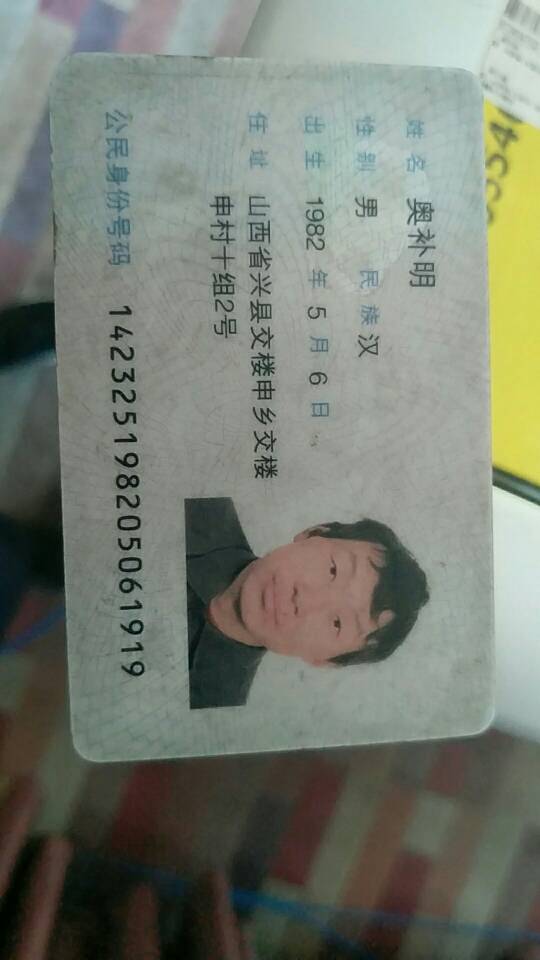 姓名 奥补明
性别 男 民族 汉
出生 1982 年 5 月 6 日
住址 山西省兴县交楼申乡交楼
申村十组2号
公民身份号码 142325198205061919